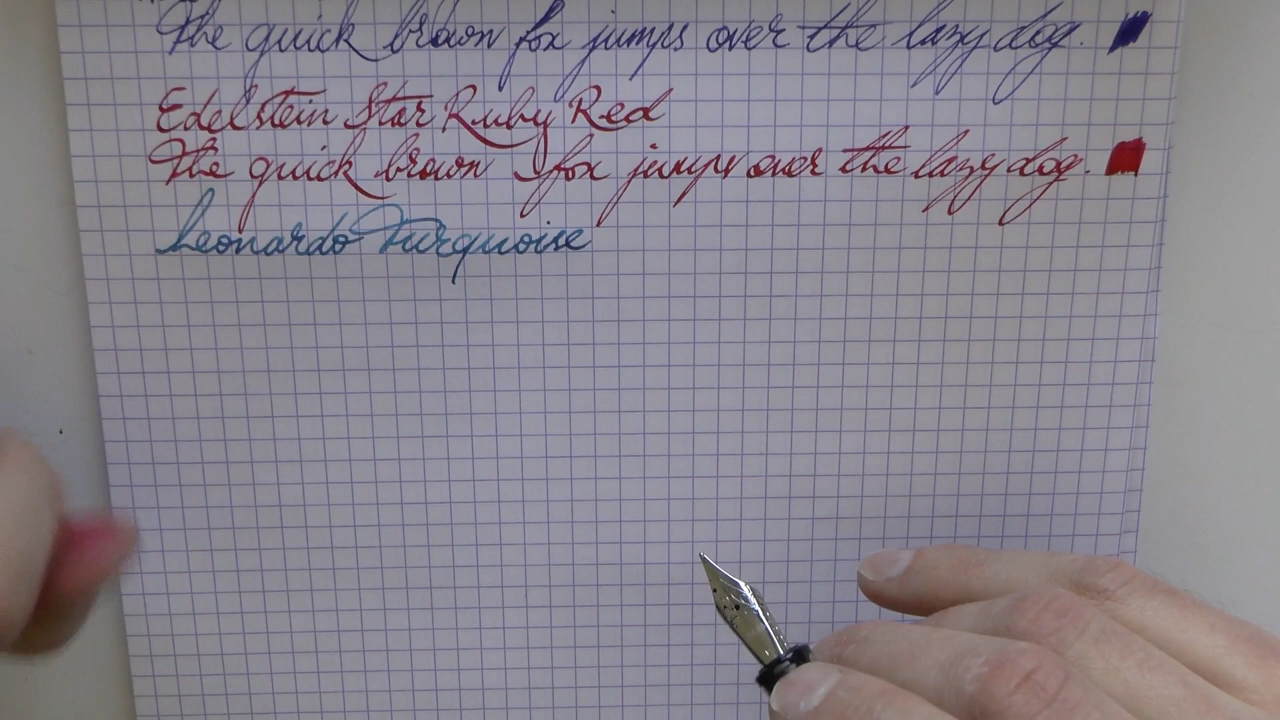 The quick brown fox jumps over the lazy dog.
Edelstein Star Ruby Red
The quick brown fox jumps over the lazy dog.
Leonardo Turquoise